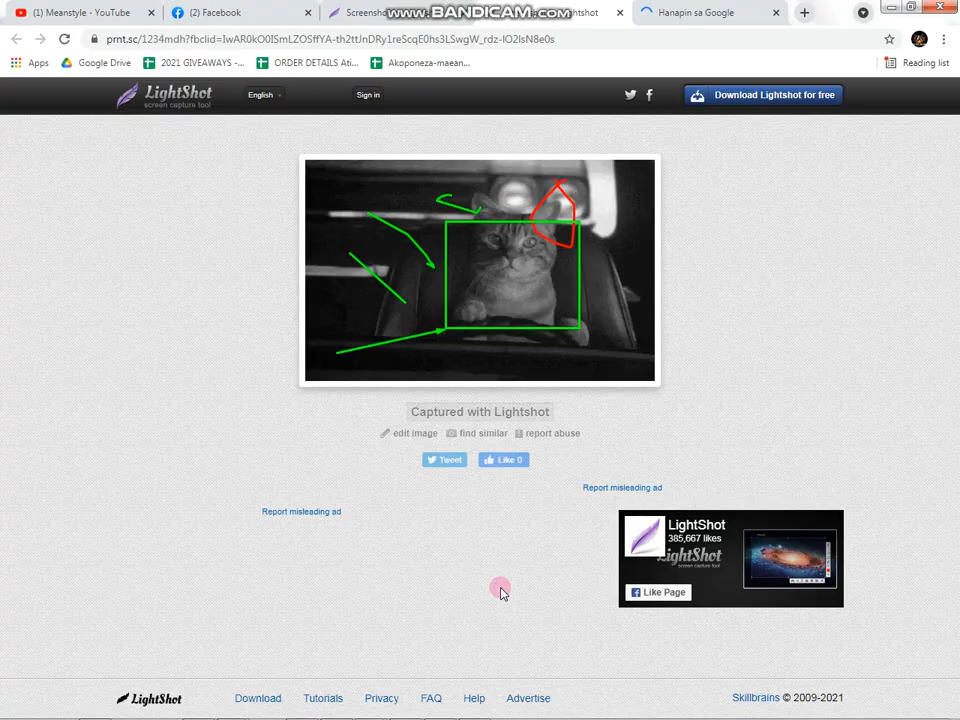 (1) Meanstyle - YouTube
(2) Facebook
Screensho
www.BANDICAM.com
ightshot
Hanapin sa Google
prnt.sc/1234mdh?fbclid=IwAR0kO0ISmLZOSffYA-th2ttJnDRy1reScqE0hs3LSwgW_rdz-lO2lsN8e0s
Apps
Google Drive
2021 GIVEAWAYS -...
ORDER DETAILS Ati...
Akoponeza-maean...
Reading list
LightShot
screen capture tool
English
Sign in
Download Lightshot for free
Captured with Lightshot
edit image
find similar
report abuse
Tweet
Like 0
Report misleading ad
Report misleading ad
LightShot
385,667 likes
LightShot
screen capture tool
Like Page
LightShot
Download
Tutorials
Privacy
FAQ
Help
Advertise
Skillbrains © 2009-2021